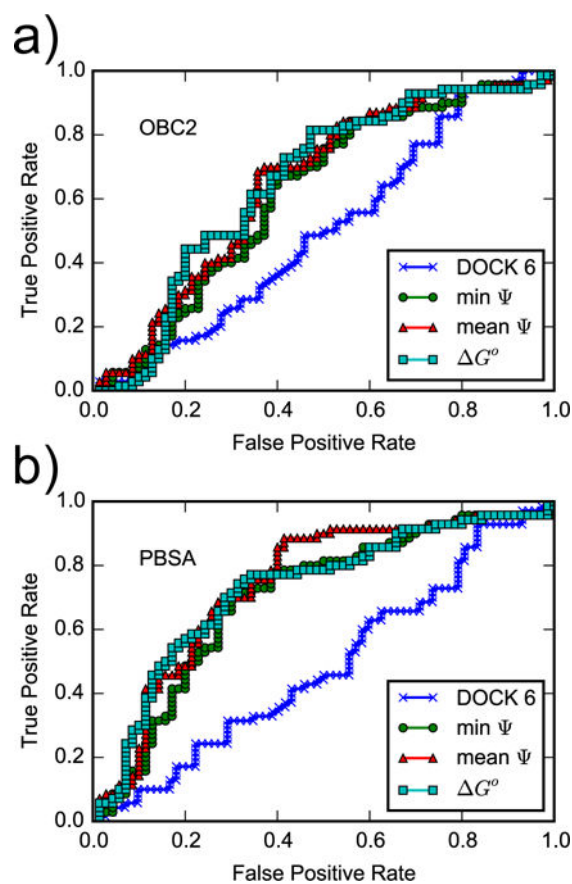 a)
1.0
0.8
0.6
0.4
0.2
0.0
True Positive Rate
OBC2
DOCK 6
min Ψ
mean Ψ
ΔG°
0.0 0.2 0.4 0.6 0.8 1.0
False Positive Rate
b)
1.0
0.8
0.6
0.4
0.2
0.0
True Positive Rate
PBSA
DOCK 6
min Ψ
mean Ψ
ΔG°
0.0 0.2 0.4 0.6 0.8 1.0
False Positive Rate